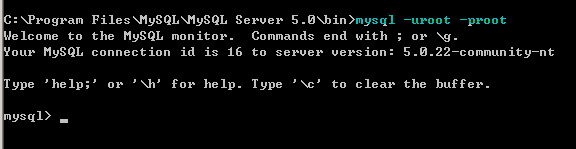 C:\Program Files\MySQL\MySQL Server 5.0\bin>mysql -uroot -proot
Welcome to the MySQL monitor.  Commands end with ; or \g.
Your MySQL connection id is 16 to server version: 5.0.22-community-nt
Type 'help;' or '\h' for help. Type '\c' to clear the buffer.
mysql> _